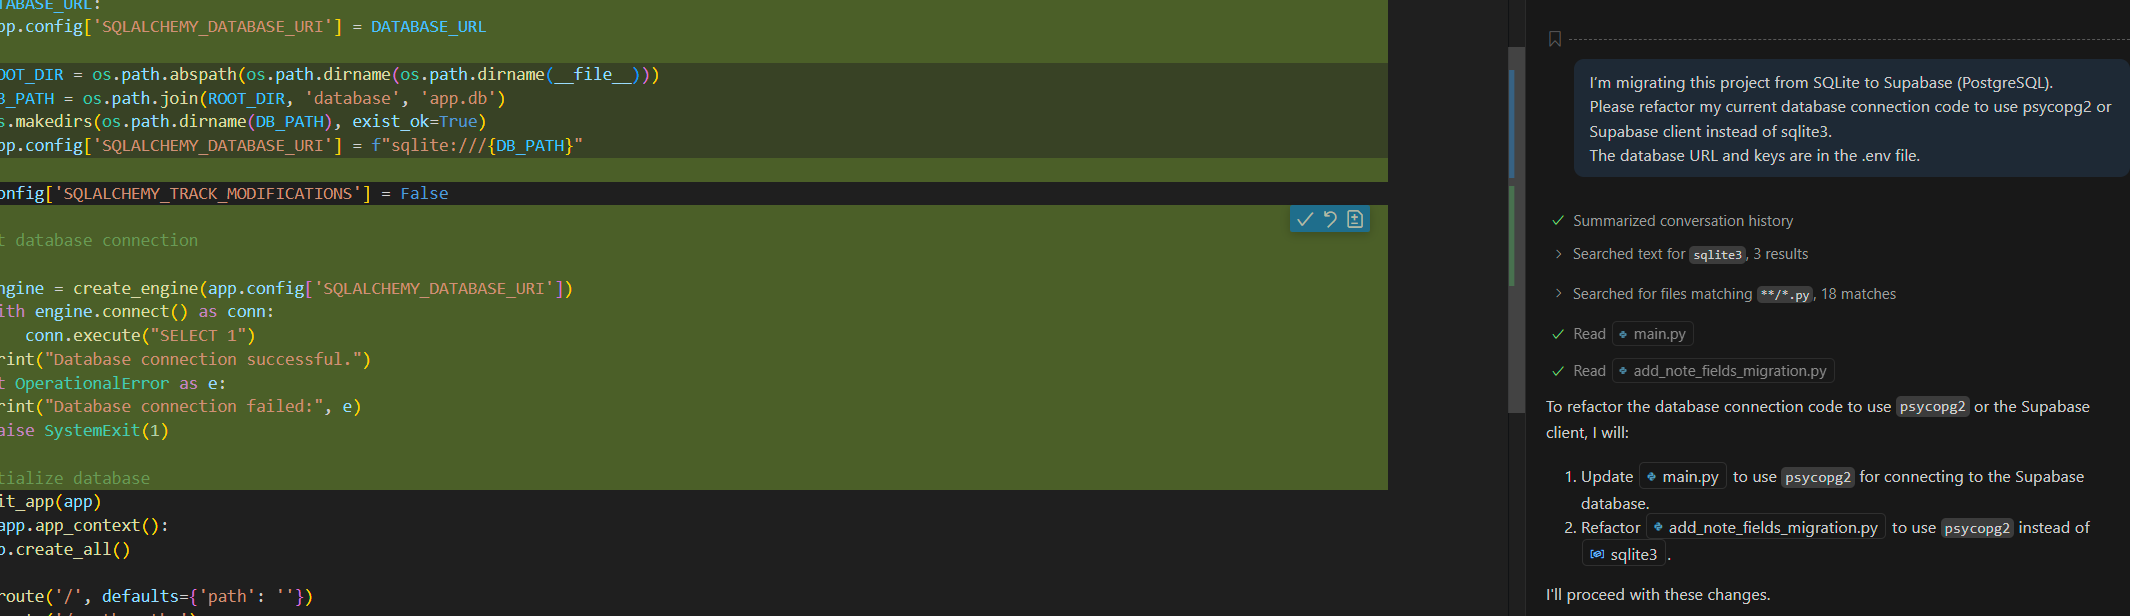 TABASE_URL:
pp.config['SQLALCHEMY_DATABASE_URI'] = DATABASE_URL
OOT_DIR = os.path.abspath(os.path.dirname(os.path.dirname(__file__)))
B_PATH = os.path.join(ROOT_DIR, 'database', 'app.db')
s.makedirs(os.path.dirname(DB_PATH), exist_ok=True)
pp.config['SQLALCHEMY_DATABASE_URI'] = f"sqlite:///{DB_PATH}"
onfig['SQLALCHEMY_TRACK_MODIFICATIONS'] = False
t database connection
ngine = create_engine(app.config['SQLALCHEMY_DATABASE_URI'])
ith engine.connect() as conn:
conn.execute("SELECT 1")
rint("Database connection successful.")
t OperationalError as e:
rint("Database connection failed:", e)
aise SystemExit(1)
tialize database
it_app(app)
app.app_context():
b.create_all()
route('/', defaults={'path': ''})
I'm migrating this project from SQLite to Supabase (PostgreSQL).
Please refactor my current database connection code to use psycopg2 or
Supabase client instead of sqlite3.
The database URL and keys are in the .env file.
Summarized conversation history
Searched text for sqlite3, 3 results
Searched for files matching **/*.py, 18 matches
Read main.py
Read add_note_fields_migration.py
To refactor the database connection code to use psycopg2 or the Supabase
client, I will:
1. Update main.py to use psycopg2 for connecting to the Supabase
database.
2. Refactor add_note_fields_migration.py to use psycopg2 instead of
sqlite3 .
I'll proceed with these changes.